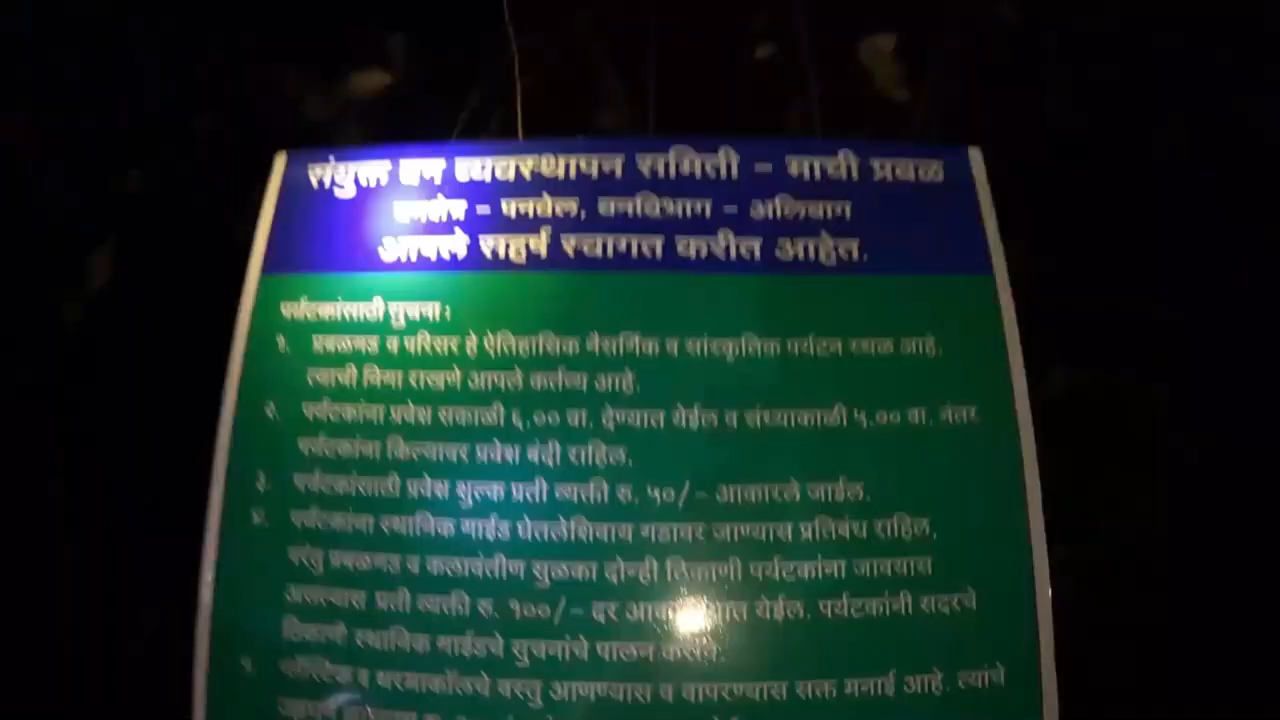 संयुक्त वन व्यवस्थापन समिती - माची प्रबळ
वनक्षेत्र - पनवेल, वनविभाग - अलिबाग
आपले सहर्ष स्वागत करीत आहेत.
पर्यटकांसाठी सुचना :
१. प्रबळगड व परिसर हे ऐतिहासिक नैसर्गिक व सांस्कृतिक पर्यटन स्थळ आहे.
त्याची निगा राखणे आपले कर्तव्य आहे.
२. पर्यटकांना प्रवेश सकाळी ६.०० वा. देण्यात येईल व संध्याकाळी ५.०० वा. नंतर
पर्यटकांना किल्यावर प्रवेश बंदी राहिल.
३. पर्यटकांसाठी प्रवेश शुल्क प्रती व्यक्ती रु. ५०/- आकारले जाईल.
४. पर्यटकांना स्थानिक गाईड घेतलेशिवाय गडावर जाण्यास प्रतिबंध राहिल.
परंतु प्रबळगड व कलावंतीण सुळका दोन्ही ठिकाणी पर्यटकांना जावयास
असल्यास प्रती व्यक्ती रु. १००/- दर येईल. पर्यटकांनी सदरचे
ठिकाणी स्थानिक गाईडचे सुचनांचे पालन करावे.
५. प्लॅस्टिक व थरमाकॉलचे वस्तु आणण्यास व वापरण्यास सक्त मनाई आहे. त्यांचे